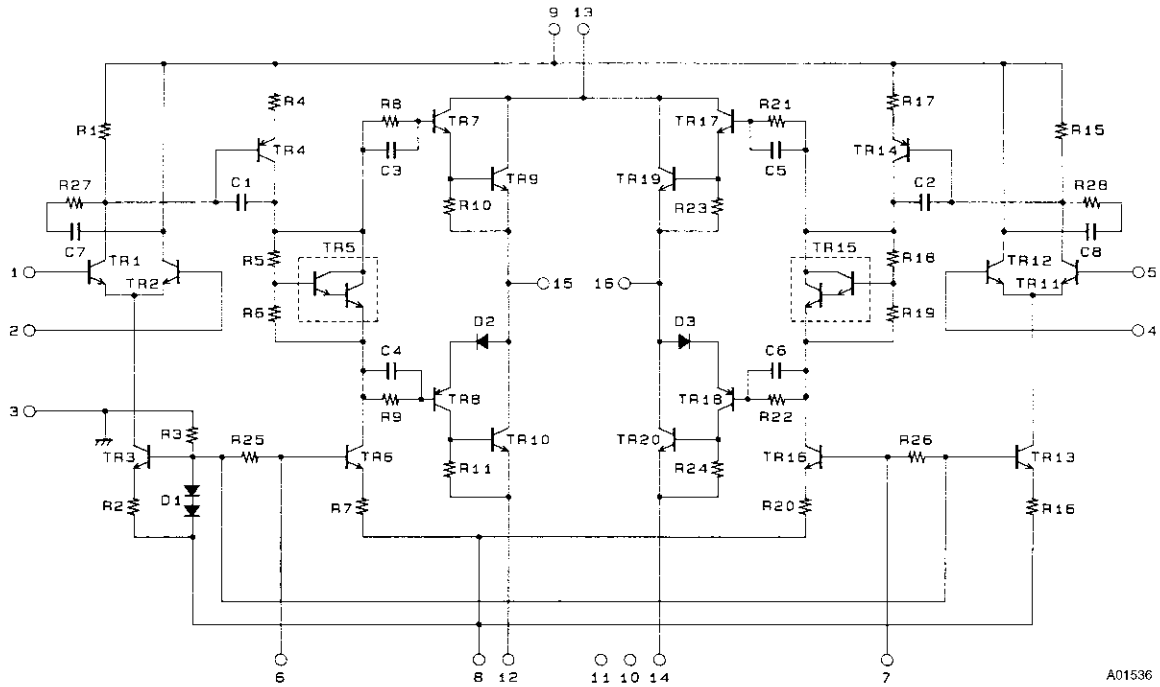 9 13
R4
R8
TR7
R21
TR17
R17
R1
TR4
C3
C5
TR14
R15
R27
C1
TR9
TR19
C2
R28
R10
R23
C7
C8
TR5
TR15
1
TR1
R5
R18
TR12
5
TR2
15
16
TR11
R6
R19
2
D2
D3
4
C4
C6
3
R9
TR8
TR18
R22
R3
R25
R26
TR3
TR6
TR10
TR20
TR16
TR13
R11
R24
R2
D1
R7
R20
R16
6
8
12
11
10
14
7
A01536